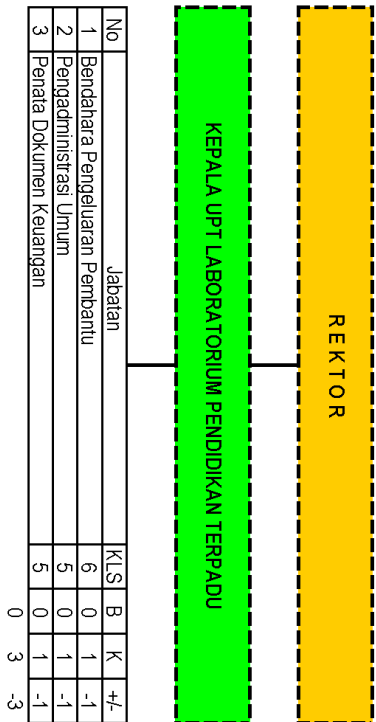 R E K T O R
KEPALA UPT LABORATORIUM PENDIDIKAN TERPADU
No Jabatan KLS B K +/-
1 Bendahara Pengeluaran Pembantu 6 0 1 -1
2 Pengadministrasi Umum 5 0 1 -1
3 Penata Dokumen Keuangan 5 0 1 -1
0 3 -3